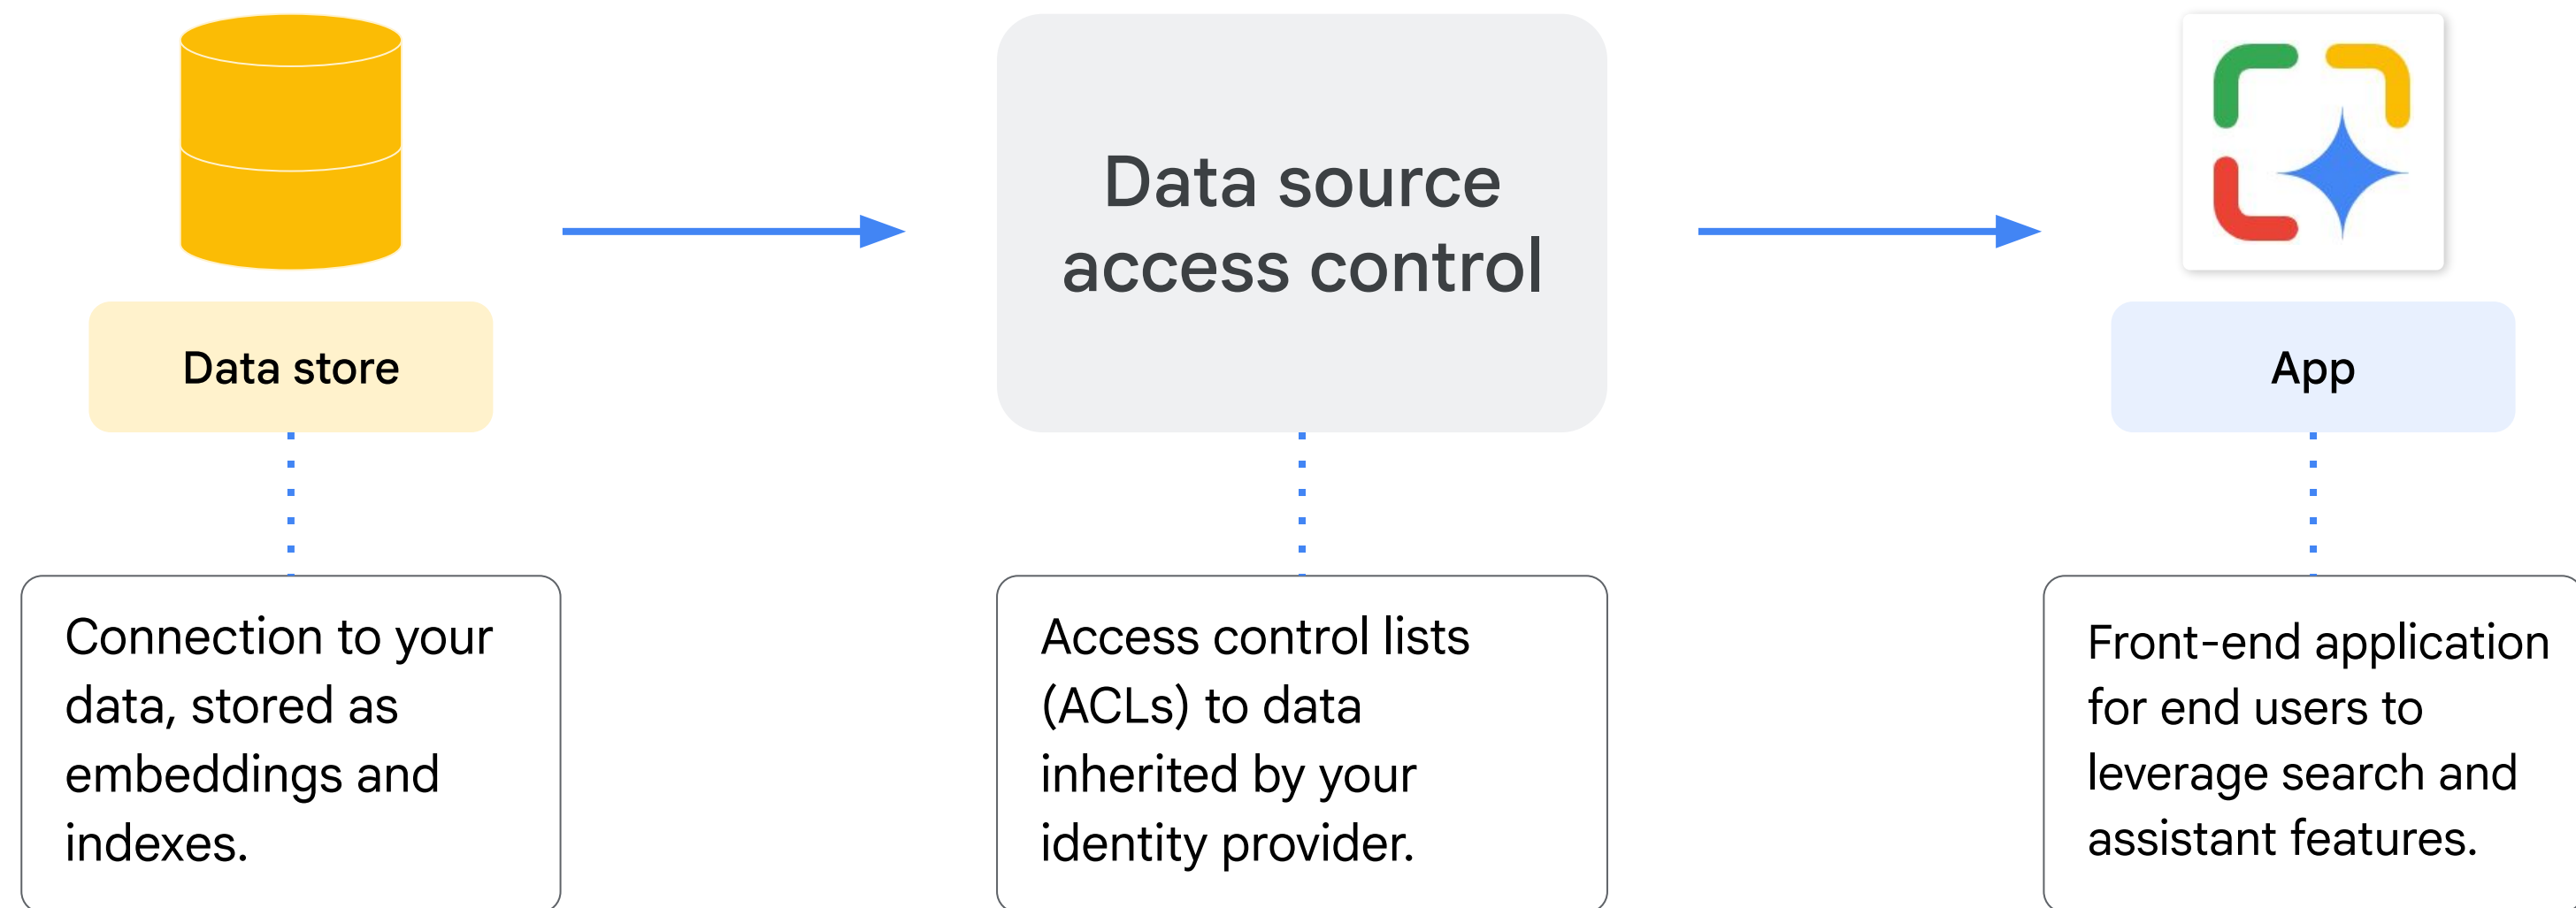 Data source
access control
Data store
App
Connection to your
data, stored as
embeddings and
indexes.
Access control lists
(ACLs) to data
inherited by your
identity provider.
Front-end application
for end users to
leverage search and
assistant features.